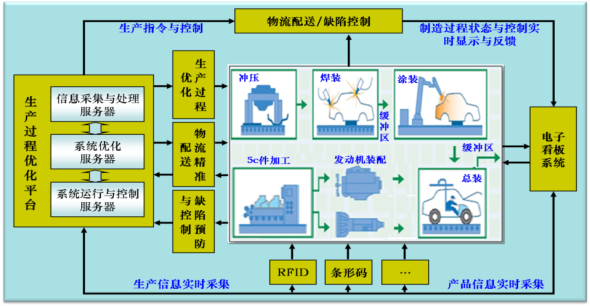 生产指令与控制
物流配送/缺陷控制
制造过程状态与控制实
时显示与反馈
生产过程优化平台
信息采集与处理
服务器
系统优化
服务器
系统运行与控制
服务器
生产过程
优化
物流精准
配送
缺陷预防
与控制
冲压
焊装
涂装
缓冲区
缓冲区
5c件加工
发动机装配
总装
电子
看板
系统
RFID
条形码
…
生产信息实时采集
产品信息实时采集